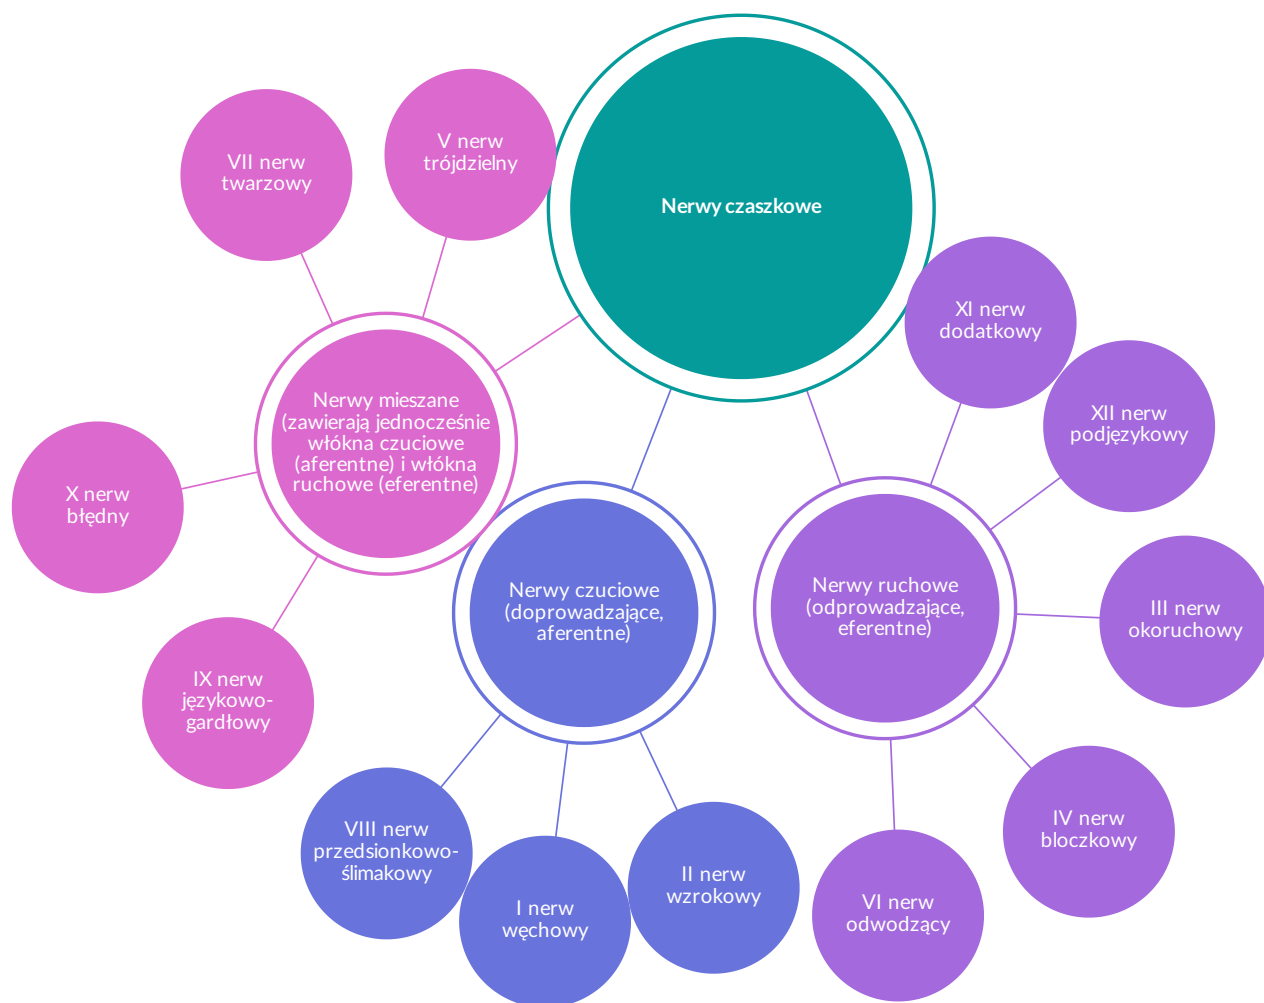 Nerwy czaszkowe
V nerw
trójdzielny
VII nerw
twarzowy
Nerwy mieszane
(zawierają jednocześnie
włókna czuciowe
(aferentne) i włókna
ruchowe (eferentne)
X nerw
błędny
IX nerw
językowo-
gardłowy
Nerwy czuciowe
(doprowadzające,
aferentne)
VIII nerw
przedsionkowo-
ślimakowy
I nerw
węchowy
II nerw
wzrokowy
Nerwy ruchowe
(odprowadzające,
eferentne)
XI nerw
dodatkowy
XII nerw
podjęzykowy
III nerw
okoruchowy
IV nerw
bloczkowy
VI nerw
odwodzący